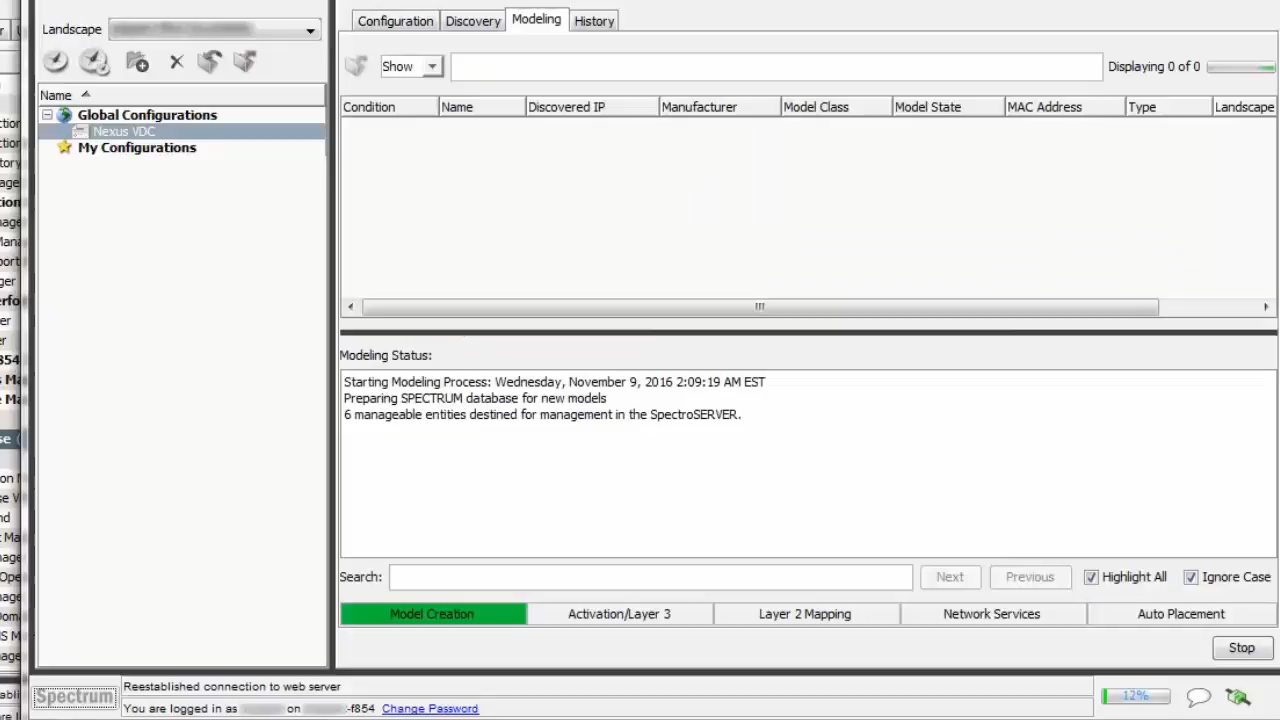 Landscape
Configuration Discovery Modeling History
Show
Displaying 0 of 0
Name
Condition Name Discovered IP Manufacturer Model Class Model State MAC Address Type Landscape
Global Configurations
Nexus VDC
My Configurations
Modeling Status:
Starting Modeling Process: Wednesday, November 9, 2016 2:09:19 AM EST
Preparing SPECTRUM database for new models
6 manageable entities destined for management in the SpectroSERVER.
Search:
Next
Previous
Highlight All
Ignore Case
Model Creation Activation/Layer 3 Layer 2 Mapping Network Services Auto Placement
Stop
Spectrum
Reestablished connection to web server
You are logged in as on -f854 Change Password
12%